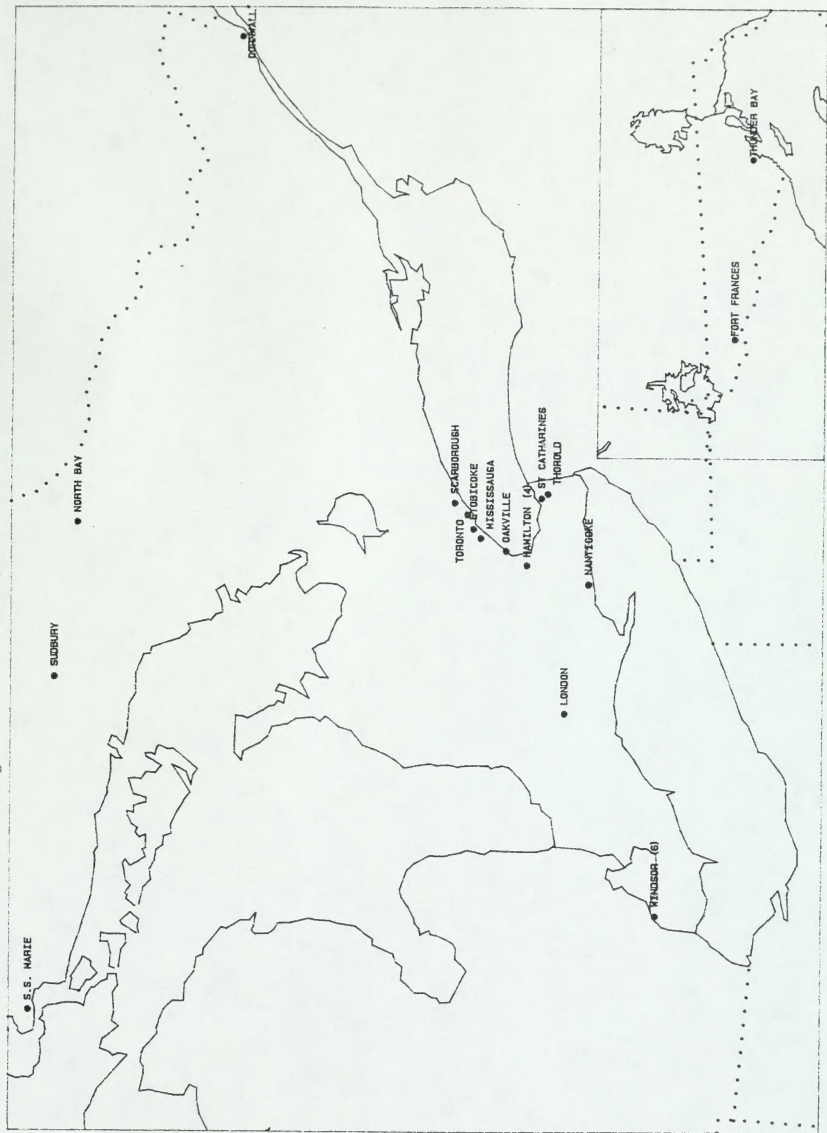 S.S. MARIE
SUDBURY
NORTH BAY
CORNWALL
SCARBOROUGH
TORONTO
ETOBICOKE
MISSISSAUGA
OAKVILLE
HAMILTON (4)
ST CATHARINES
THOROLD
NANTICOKE
LONDON
WINDSOR (6)
FORT FRANCES
THUNDER BAY